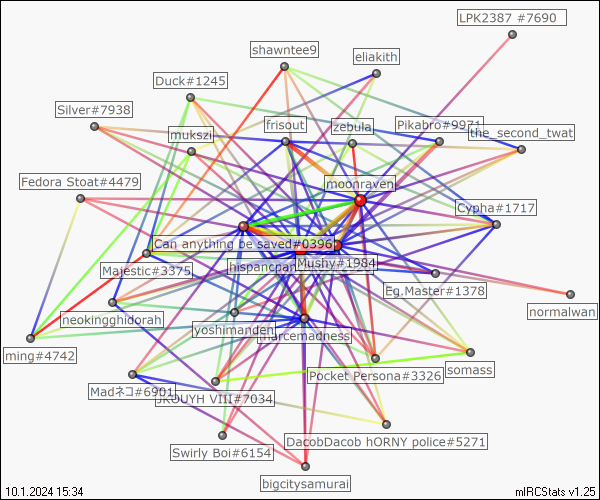 LPK2387 #7690
shawntee9
eliakith
Duck#1245
Silver#7938
frisout
zebula
Pikabro#9971
mukszi
the_second_twat
Fedora Stoat#4479
moonraven
Cypha#1717
Can anything be saved#0396
Majestic#3375
hispancpan
Mushy#1984
Eg.Master#1378
neokingghidorah
normalwan
yoshimanden
marcemadness
ming#4742
somass
Pocket Persona#3326
Madネコ#6901
JROUYH VIII#7034
DacobDacob hORNY police#5271
Swirly Boi#6154
bigcitysamurai
10.1.2024 15:34
mIRCStats v1.25